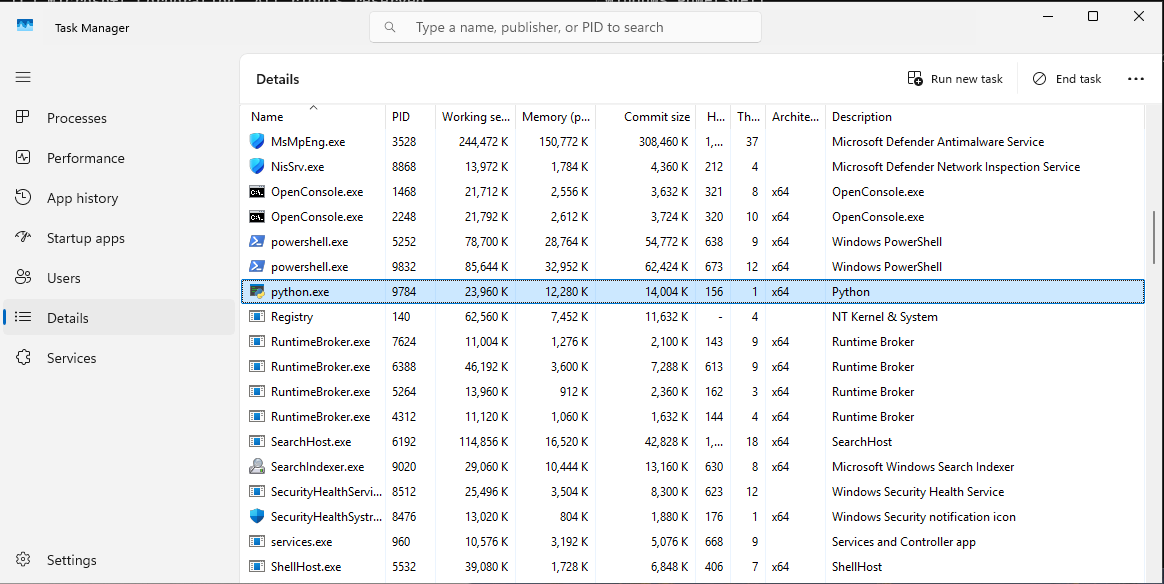 Task Manager
Type a name, publisher, or PID to search
Details
Run new task
End task
Processes
Performance
App history
Startup apps
Users
Details
Services
Settings
Name PID Working se... Memory (p... Commit size H... Th... Archite... Description
MsMpEng.exe 3528 244,472 K 150,772 K 308,460 K 1,... 37 Microsoft Defender Antimalware Service
NisSrv.exe 8868 13,972 K 1,784 K 4,360 K 212 4 Microsoft Defender Network Inspection Service
OpenConsole.exe 1468 21,712 K 2,556 K 3,632 K 321 8 x64 OpenConsole.exe
OpenConsole.exe 2248 21,792 K 2,612 K 3,724 K 320 10 x64 OpenConsole.exe
powershell.exe 5252 78,700 K 28,764 K 54,772 K 638 9 x64 Windows PowerShell
powershell.exe 9832 85,644 K 32,952 K 62,424 K 673 12 x64 Windows PowerShell
python.exe 9784 23,960 K 12,280 K 14,004 K 156 1 x64 Python
Registry 140 62,560 K 7,452 K 11,632 K - 4 NT Kernel & System
RuntimeBroker.exe 7624 11,004 K 1,276 K 2,100 K 143 9 x64 Runtime Broker
RuntimeBroker.exe 6388 46,192 K 3,600 K 7,288 K 613 9 x64 Runtime Broker
RuntimeBroker.exe 5264 13,960 K 912 K 2,360 K 162 3 x64 Runtime Broker
RuntimeBroker.exe 4312 11,120 K 1,060 K 1,632 K 144 4 x64 Runtime Broker
SearchHost.exe 6192 114,856 K 16,520 K 42,828 K 1,... 18 x64 SearchHost
SearchIndexer.exe 9020 29,060 K 10,444 K 13,160 K 630 8 x64 Microsoft Windows Search Indexer
SecurityHealthServi... 8512 25,496 K 3,504 K 8,300 K 623 12 Windows Security Health Service
SecurityHealthSystr... 8476 13,020 K 804 K 1,880 K 176 1 x64 Windows Security notification icon
services.exe 960 10,576 K 3,192 K 5,076 K 668 9 Services and Controller app
ShellHost.exe 5532 39,080 K 1,728 K 6,848 K 406 7 x64 ShellHost